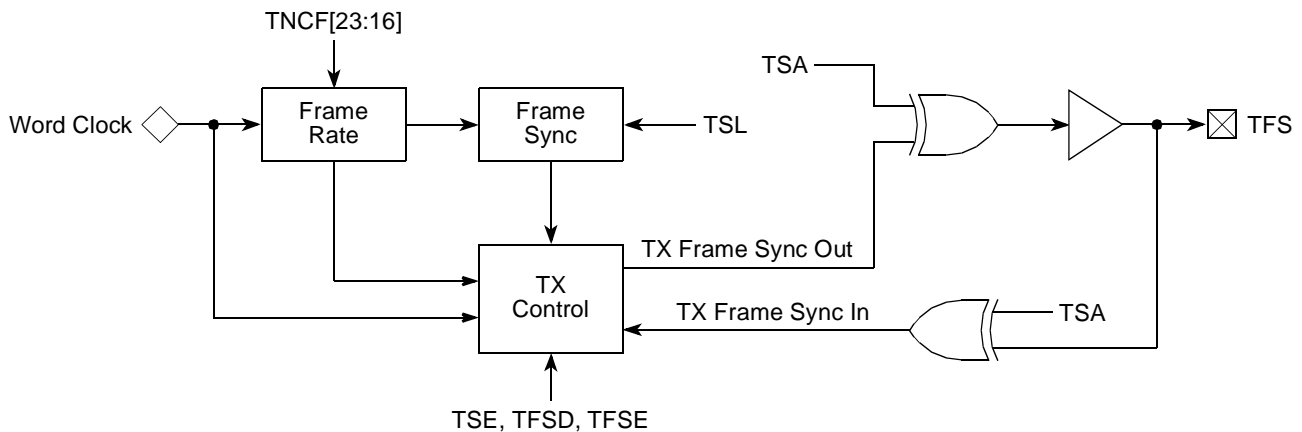 TNCF[23:16]
TSA
Word Clock
Frame
Rate
Frame
Sync
TSL
TFS
TX Frame Sync Out
TX
Control
TX Frame Sync In
TSA
TSE, TFSD, TFSE